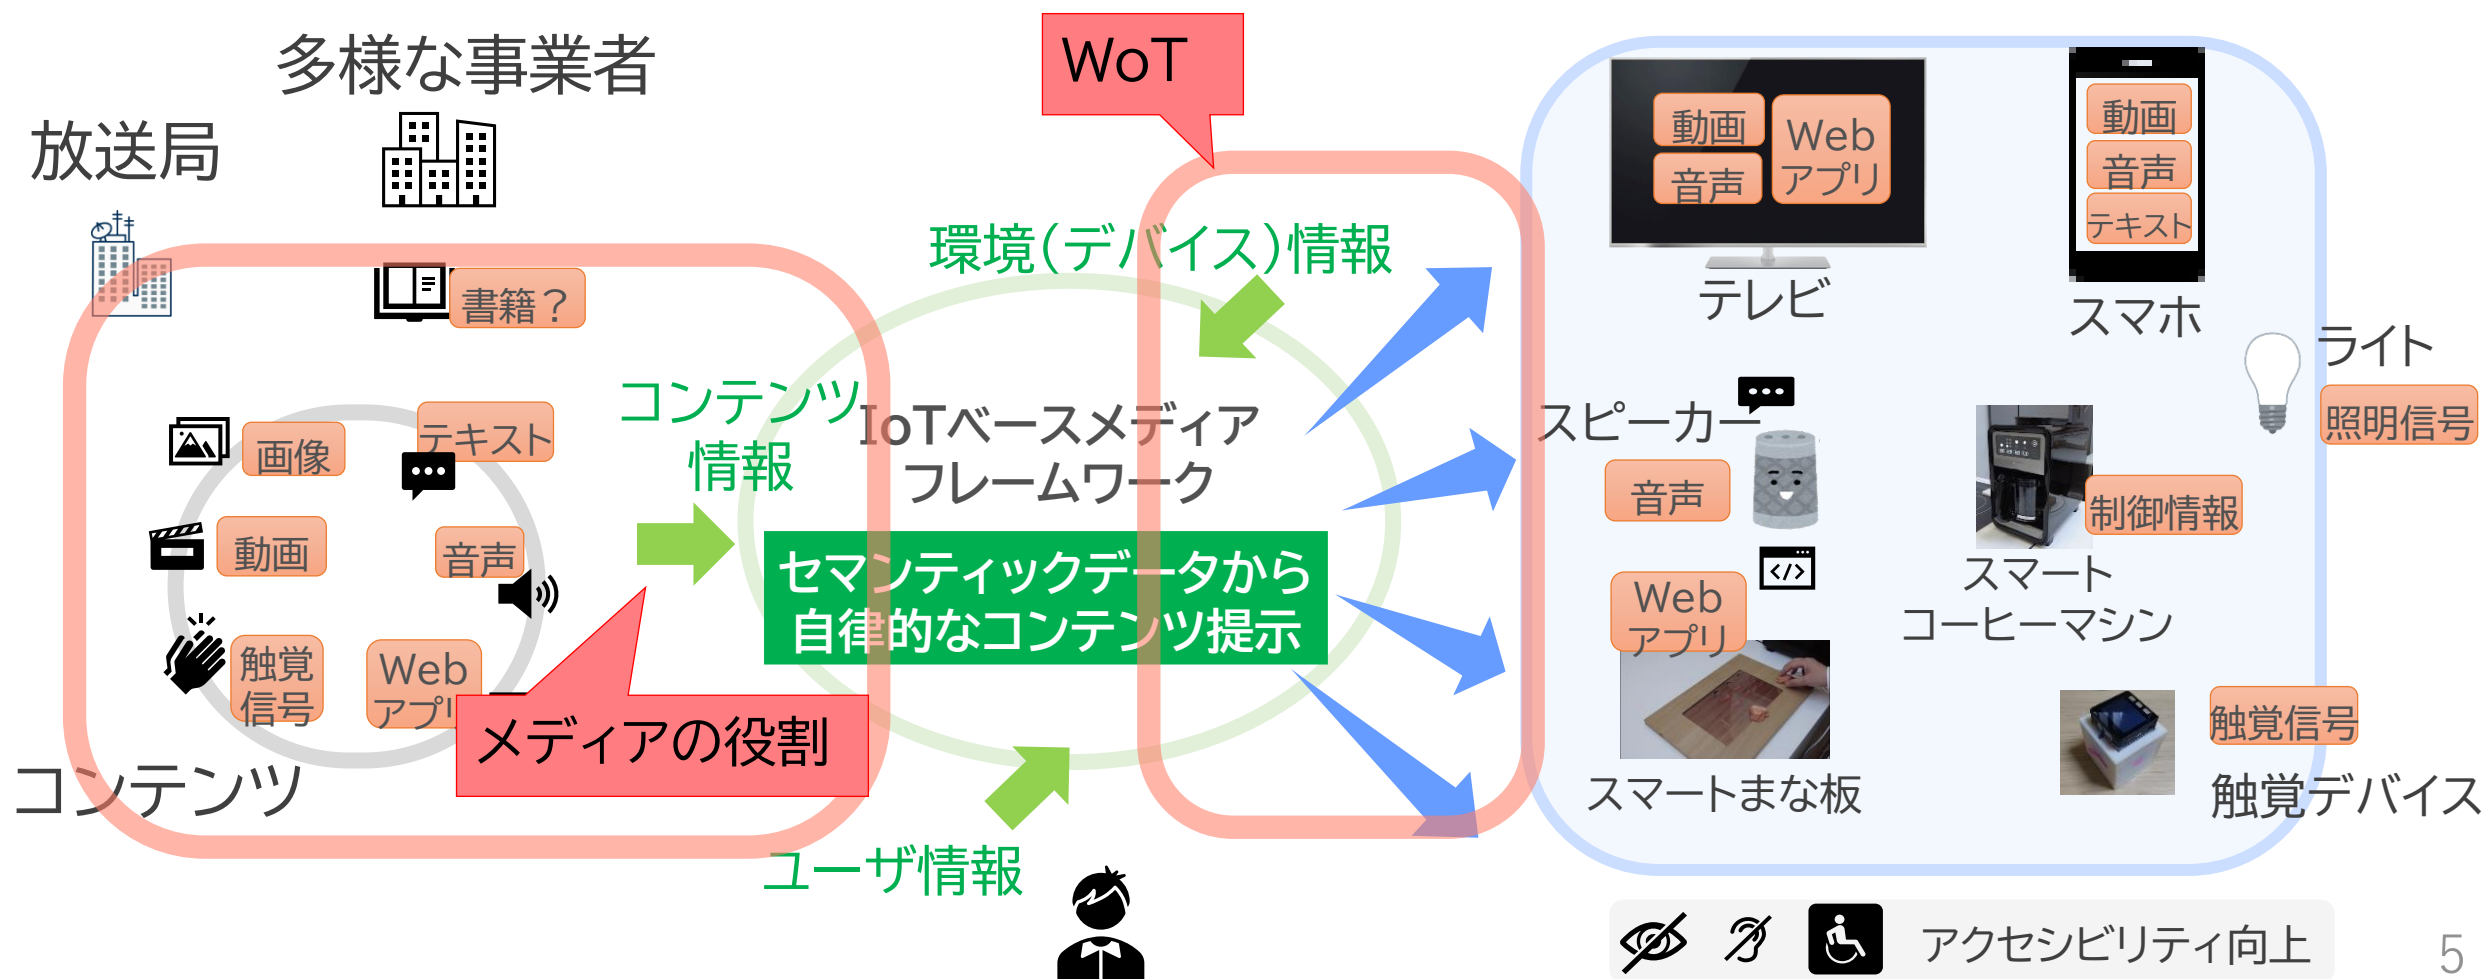 多様な事業者
放送局
WoT
書籍？
画像
テキスト
動画
音声
触覚
信号
Web
アプリ
コンテンツ
コンテンツ
情報
環境（デバイス）情報
IoTベースメディア
フレームワーク
セマンティックデータから
自律的なコンテンツ提示
メディアの役割
ユーザ情報
動画
音声
Web
アプリ
テレビ
動画
音声
テキスト
スマホ
ライト
照明信号
スピーカー
音声
制御情報
スマート
コーヒーマシン
Web
アプリ
スマートまな板
触覚信号
触覚デバイス
アクセシビリティ向上
5